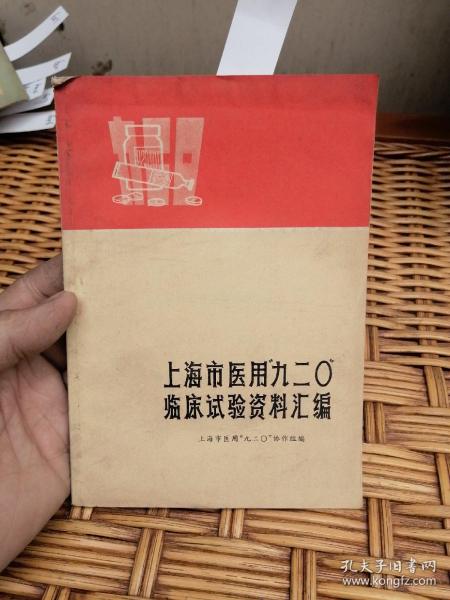 上海市医用“九二〇”
临床试验资料汇编
上海市医用“九二〇”协作组编
孔夫子旧书网
www.kongfz.com